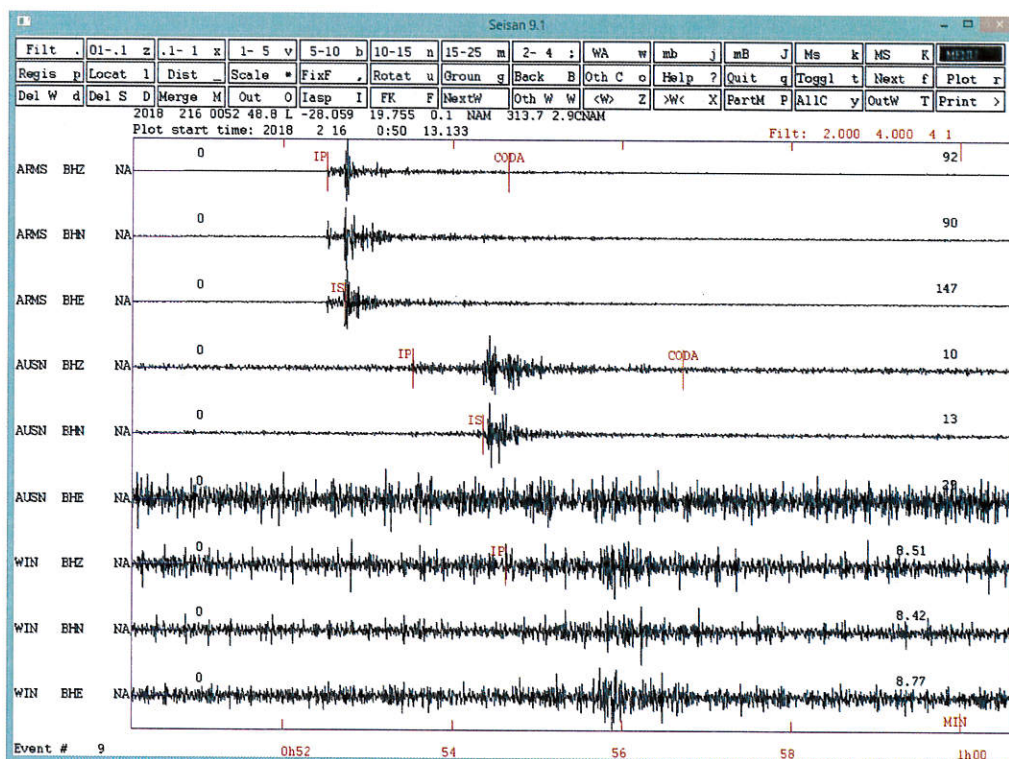 Seisan 9.1
Filt . 01-.1 z .1- 1 x 1- 5 v 5-10 b 10-15 n 15-25 m 2- 4 ; WA w mb j mB J Ms k MS K MENU
Regis p Locat l Dist _ Scale * FixF , Rotat u Groun g Back B Oth C o Help ? Quit q Toggl t Next f Plot r
Del W d Del S D Merge M Out O Iasp I FK F NextW Oth W W <W> Z >W< X PartM P AllC y OutW T Print >
2018 216 0052 48.8 L -28.059 19.755 0.1 NAM 313.7 2.9CNAM
Plot start time: 2018 2 16 0:50 13.133
Filt: 2.000 4.000 4 1
0 IP CODA 92
ARMS BHZ NA
0 90
ARMS BHN NA
0 IS 147
ARMS BHE NA
0 IP CODA 10
AUSN BHZ NA
0 IS 13
AUSN BHN NA
0 29
AUSN BHE NA
0 IP 8.51
WIN BHZ NA
0 8.42
WIN BHN NA
0 8.77
WIN BHE NA
MIN
Event # 9 0h52 54 56 58 1h00